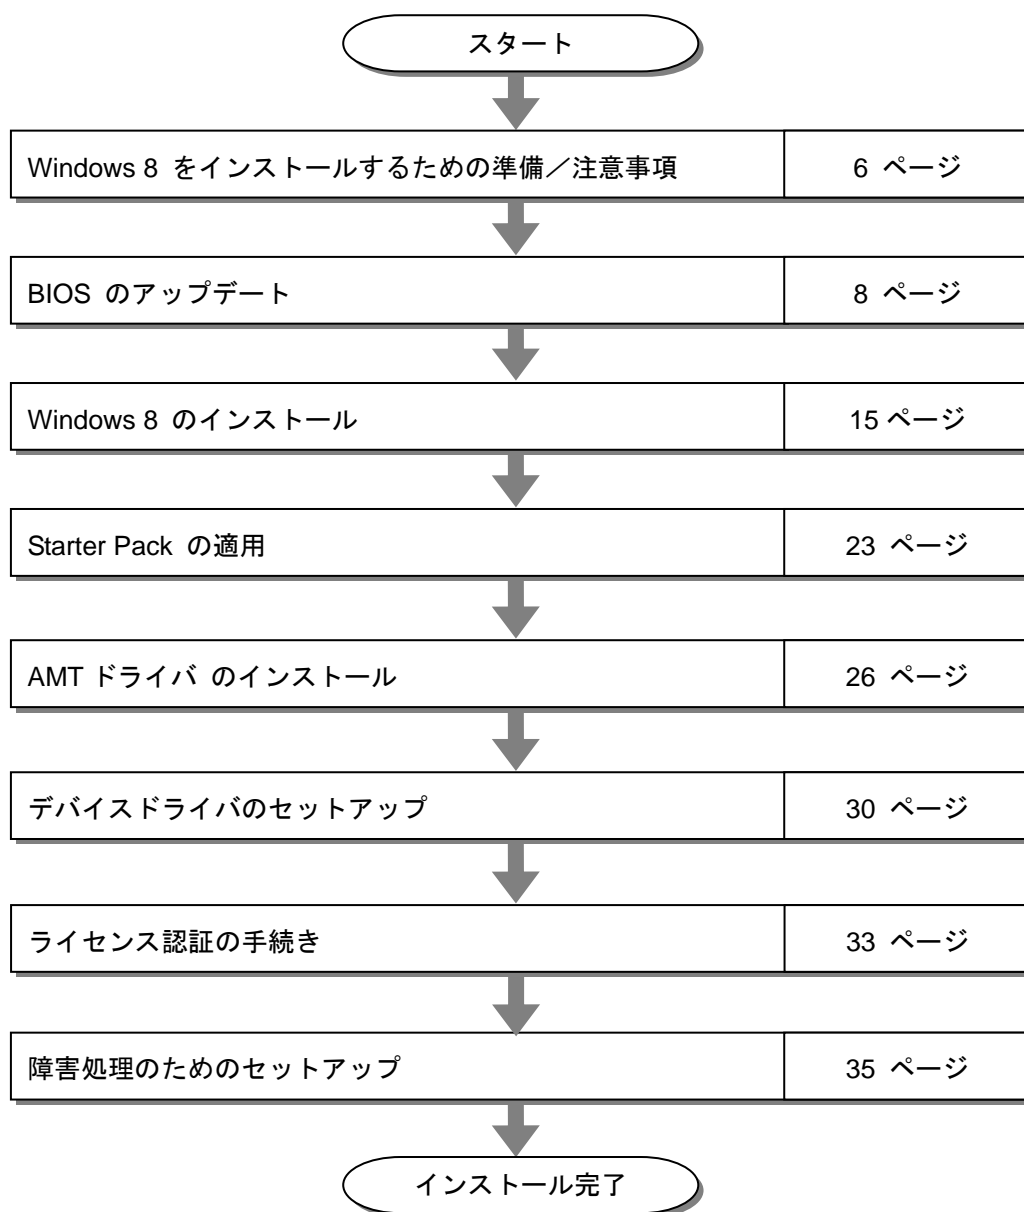 スタート
Windows 8 をインストールするための準備/注意事項 6 ページ
BIOS のアップデート 8 ページ
Windows 8 のインストール 15 ページ
Starter Pack の適用 23 ページ
AMT ドライバ のインストール 26 ページ
デバイスドライバのセットアップ 30 ページ
ライセンス認証の手続き 33 ページ
障害処理のためのセットアップ 35 ページ
インストール完了